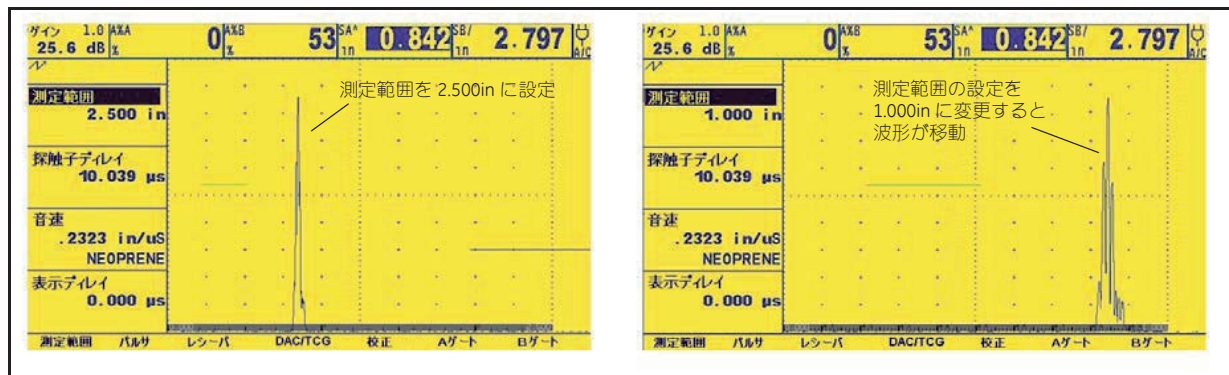 ゲイン 1.0 A%A 0 A%B 53 SA^ 0.842 SB/ 2.797
25.6 dB % % in in A/C
測定範囲を 2.500in に設定
測定範囲
2.500 in
探触子ディレイ
10.039 µs
音速
.2323 in/uS
NEOPRENE
表示ディレイ
0.000 µs
測定範囲 パルサ レシーバ DAC/TCG 校正 Aゲート Bゲート
ゲイン 1.0 A%A 0 A%B 53 SA^ 0.842 SB/ 2.797
25.6 dB % % in in A/C
測定範囲の設定を
1.000in に変更すると
波形が移動
測定範囲
1.000 in
探触子ディレイ
10.039 µs
音速
.2323 in/uS
NEOPRENE
表示ディレイ
0.000 µs
測定範囲 パルサ レシーバ DAC/TCG 校正 Aゲート Bゲート